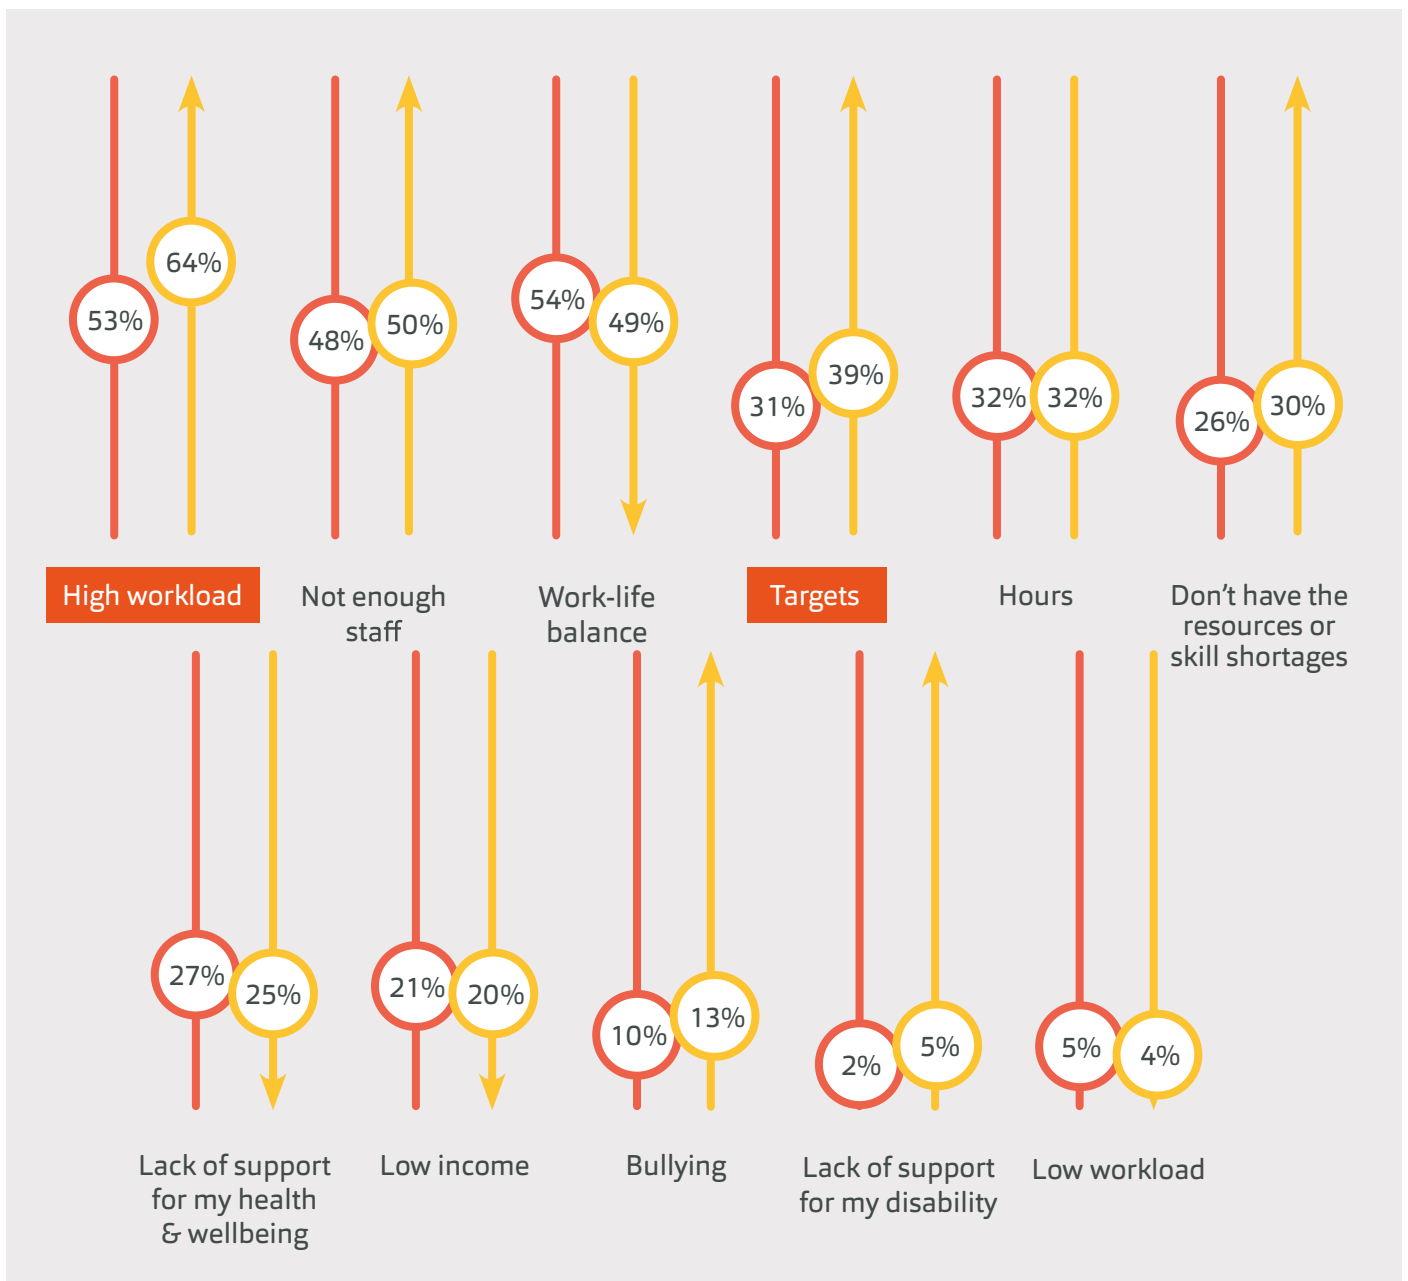 64%
53%
48%
50%
54%
49%
31%
39%
32%
32%
26%
30%
High workload
Not enough
staff
Work-life
balance
Targets
Hours
Don’t have the
resources or
skill shortages
27%
25%
21%
20%
10%
13%
2%
5%
5%
4%
Lack of support
for my health
& wellbeing
Low income
Bullying
Lack of support
for my disability
Low workload